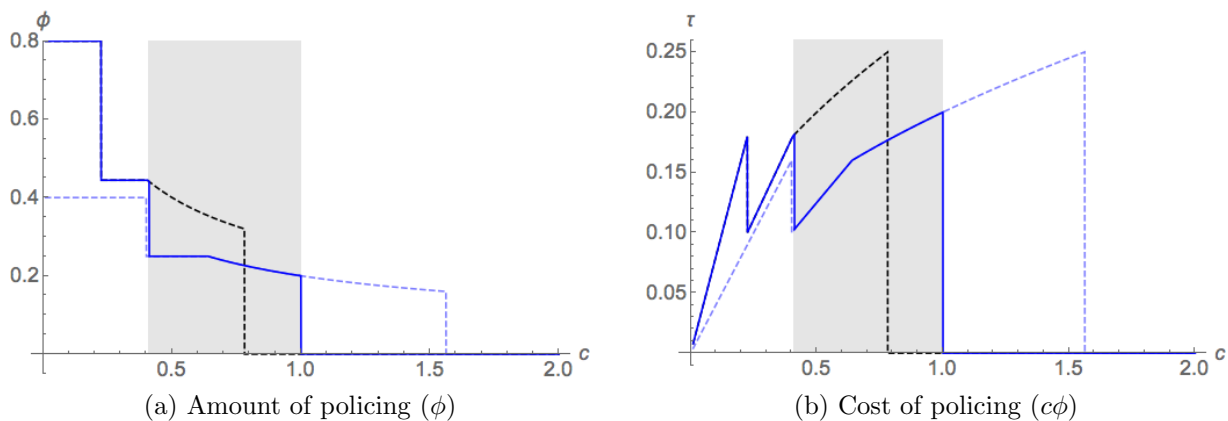 ϕ
0.8
0.6
0.4
0.2
0.5
1.0
1.5
2.0
c
(a) Amount of policing (ϕ)
τ
0.25
0.20
0.15
0.10
0.05
0.5
1.0
1.5
2.0
c
(b) Cost of policing (cϕ)